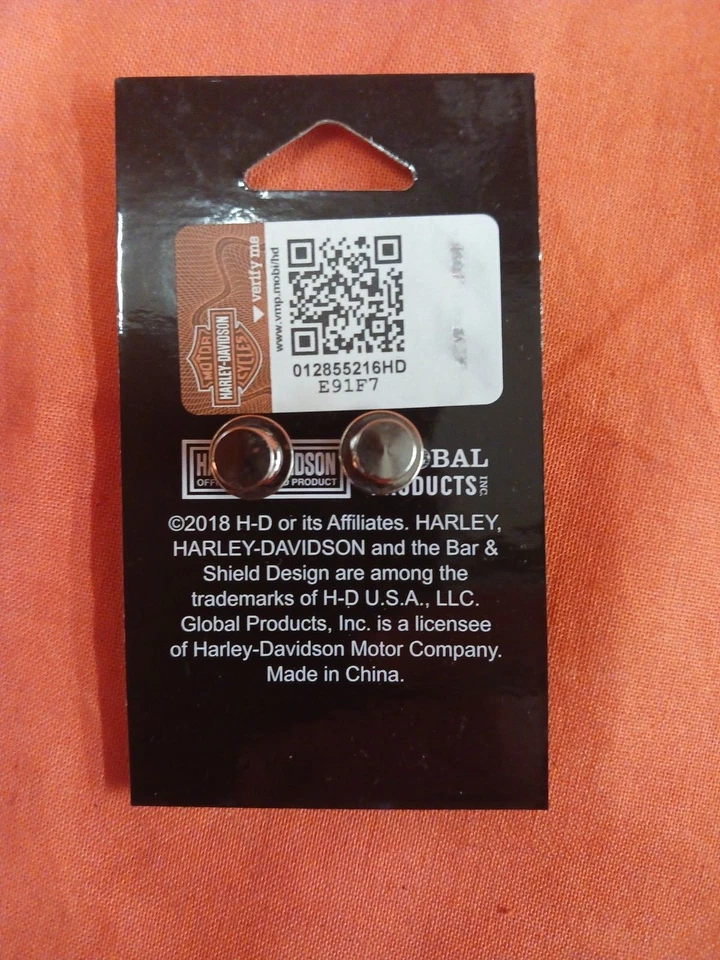 verify me
www.vmp.mobi/hd
MOTOR
HARLEY-DAVIDSON
CYCLES
012855216HD
E91F7
PRODUCT
©2018 H-D or its Affiliates. HARLEY,
HARLEY-DAVIDSON and the Bar &
Shield Design are among the
trademarks of H-D U.S.A., LLC.
Global Products, Inc. is a licensee
of Harley-Davidson Motor Company.
Made in China.